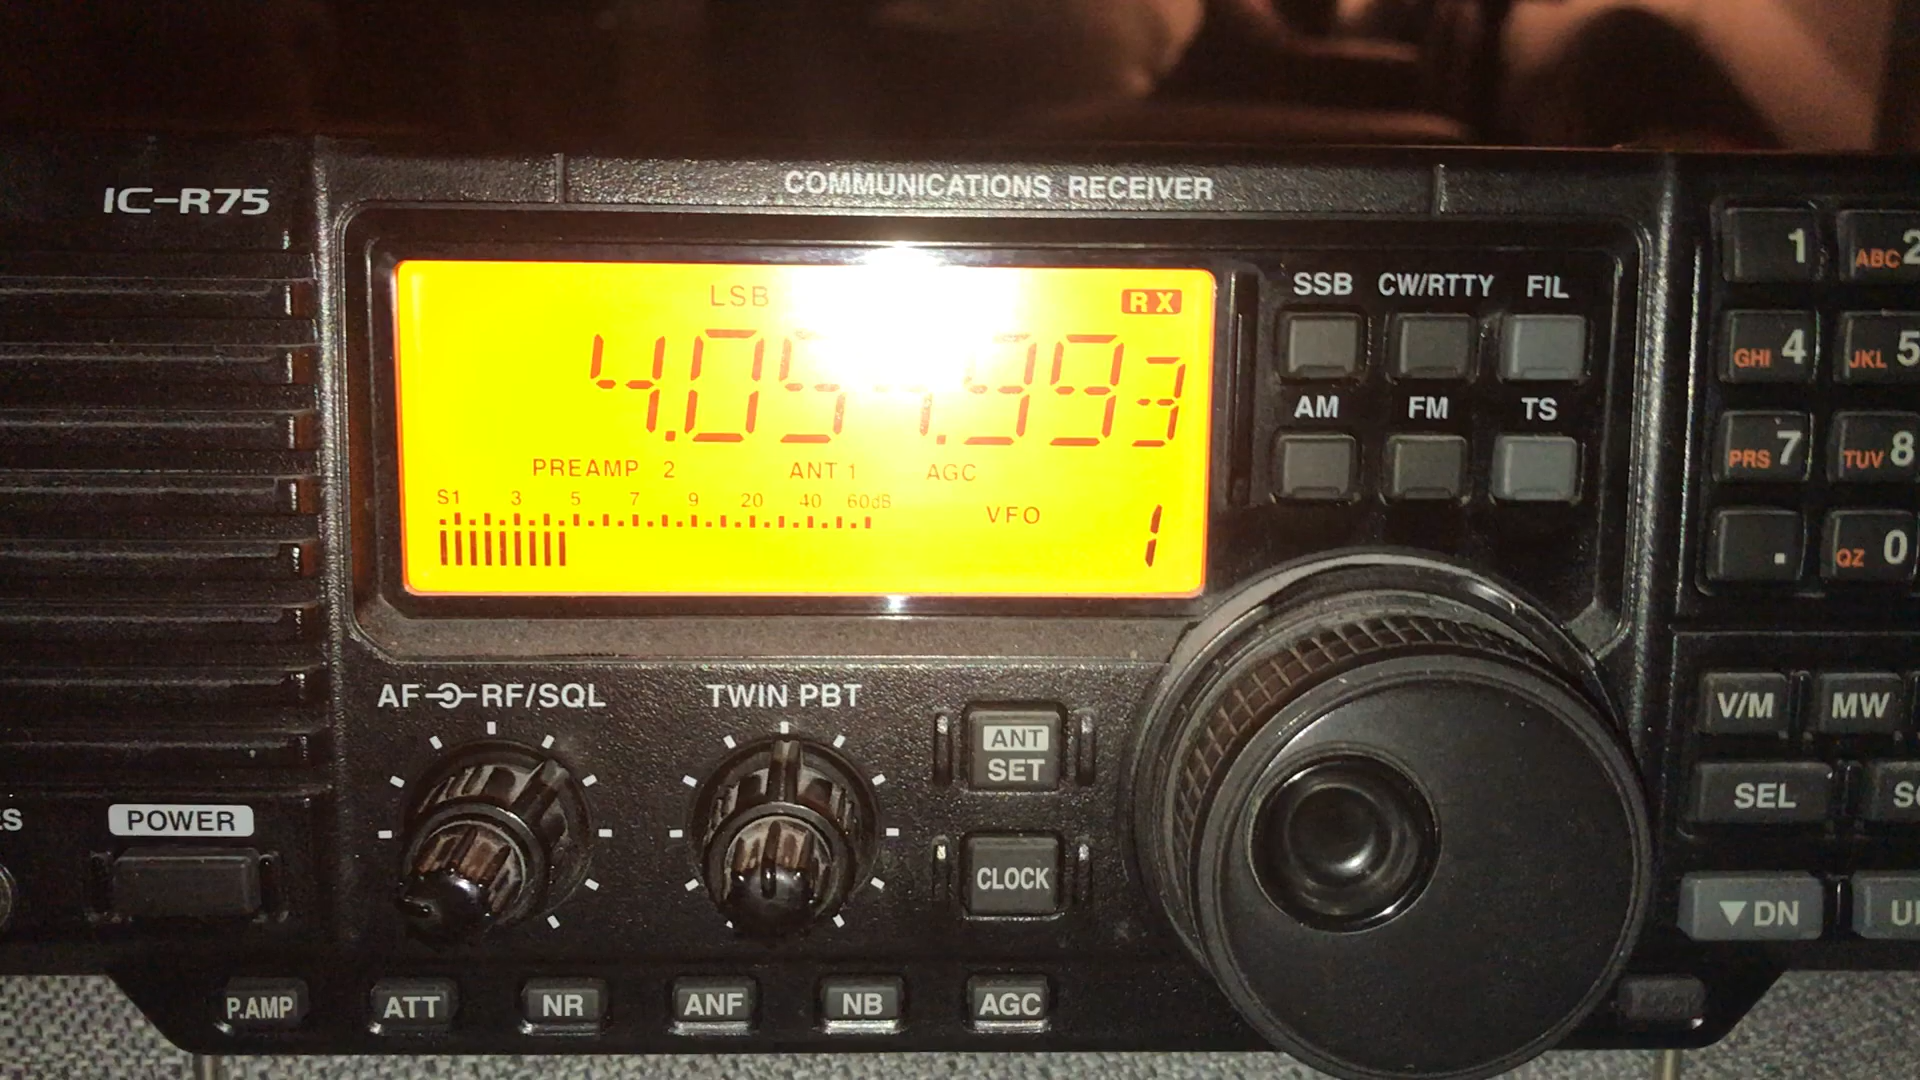 IC-R75
COMMUNICATIONS RECEIVER
LSB
RX
PREAMP 2 ANT 1 AGC
S1 3 5 7 9 20 40 60dB
VFO 1
SSB CW/RTTY FIL
AM FM TS
1 ABC 2
GHI 4 JKL 5
PRS 7 TUV 8
. QZ 0
AF RF/SQL
TWIN PBT
ANT
SET
CLOCK
POWER
V/M MW
SEL
▼DN
P.AMP ATT NR ANF NB AGC